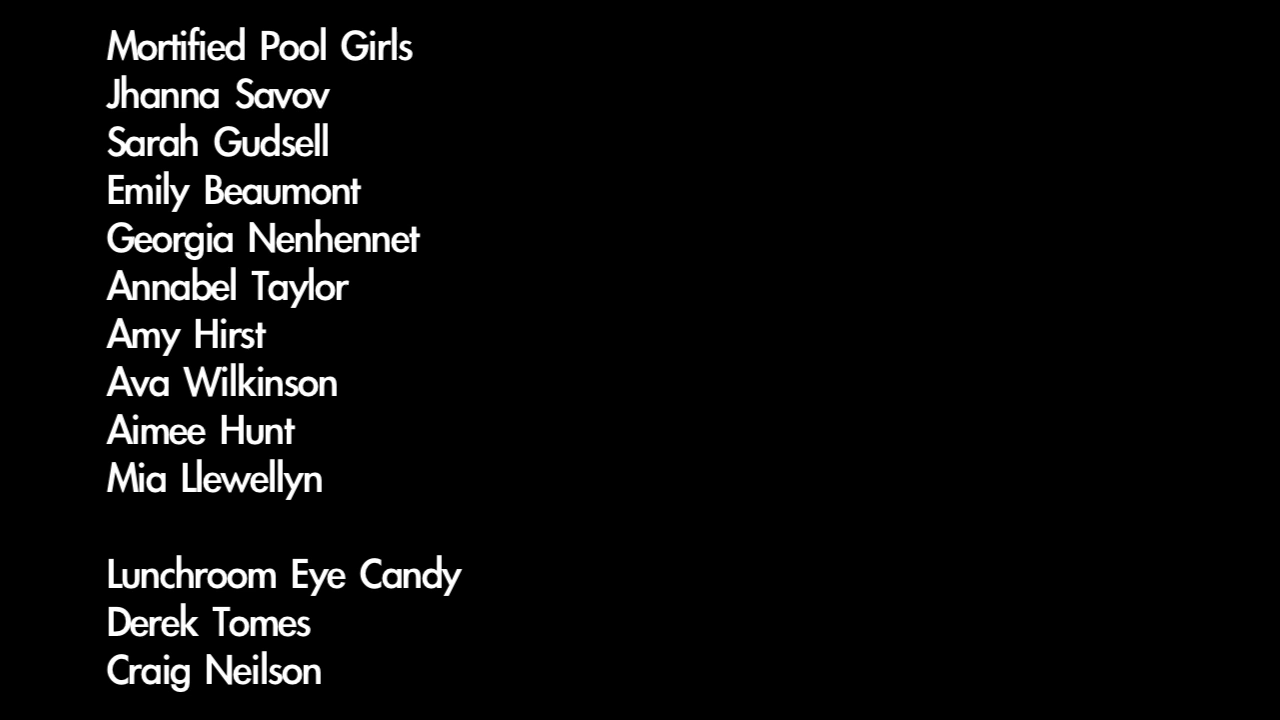 Mortified Pool Girls
Jhanna Savov
Sarah Gudsell
Emily Beaumont
Georgia Nenhennet
Annabel Taylor
Amy Hirst
Ava Wilkinson
Aimee Hunt
Mia Llewellyn
Lunchroom Eye Candy
Derek Tomes
Craig Neilson